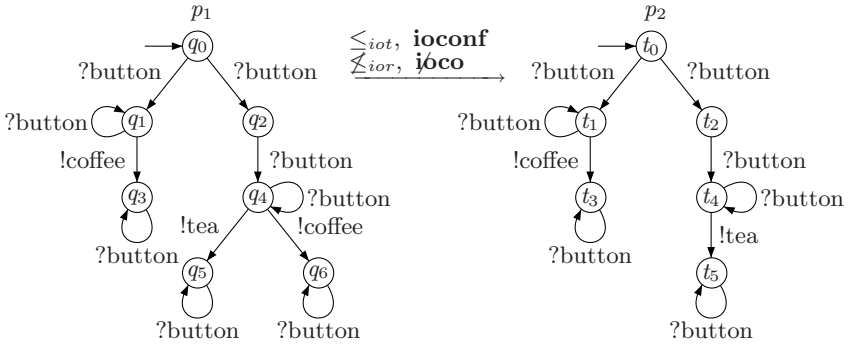 p₁
p₂
q₀
≤ᵢₒₜ, ioconf
t₀
≰ᵢₒᵣ, i̸oco
?button ?button
?button ?button
?button q₁ q₂
?button t₁ t₂
!coffee ?button
!coffee ?button
q₃ q₄ ?button
t₃ t₄ ?button
!tea !coffee
!tea
?button
?button
q₅ q₆
t₅
?button ?button
?button